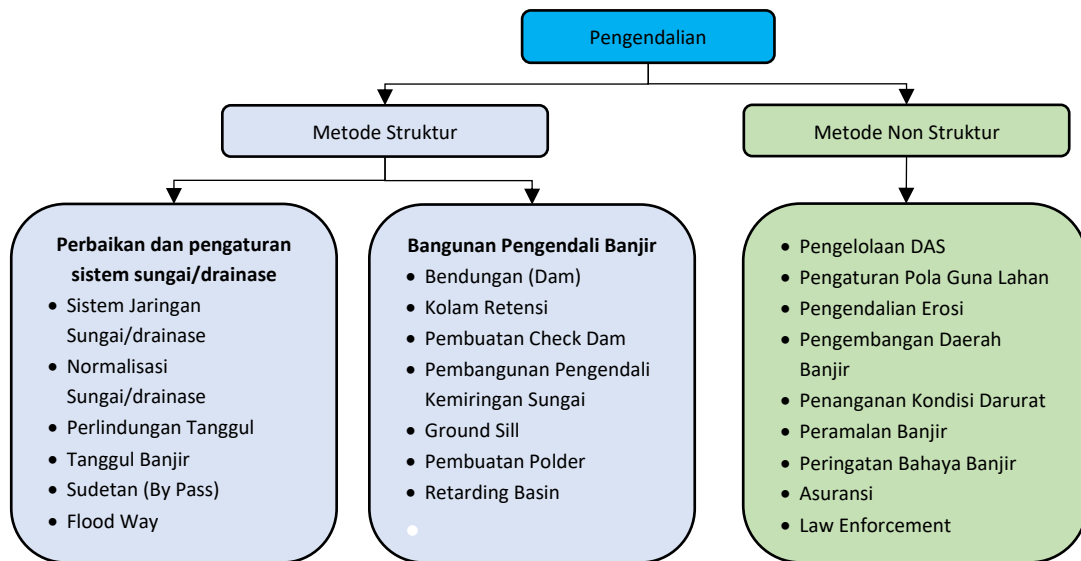 Pengendalian
Metode Struktur
Metode Non Struktur
Perbaikan dan pengaturan
sistem sungai/drainase
• Sistem Jaringan
Sungai/drainase
• Normalisasi
Sungai/drainase
• Perlindungan Tanggul
• Tanggul Banjir
• Sudetan (By Pass)
• Flood Way
Bangunan Pengendali Banjir
• Bendungan (Dam)
• Kolam Retensi
• Pembuatan Check Dam
• Pembangunan Pengendali
Kemiringan Sungai
• Ground Sill
• Pembuatan Polder
• Retarding Basin
• Pengelolaan DAS
• Pengaturan Pola Guna Lahan
• Pengendalian Erosi
• Pengembangan Daerah
Banjir
• Penanganan Kondisi Darurat
• Peramalan Banjir
• Peringatan Bahaya Banjir
• Asuransi
• Law Enforcement